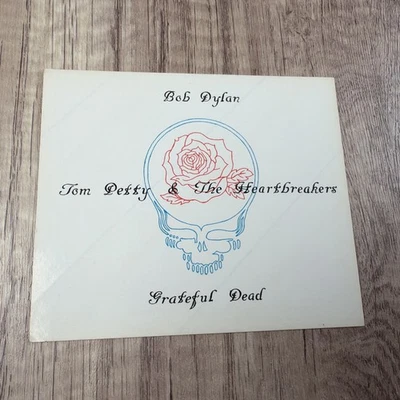 Bob Dylan
Tom Petty & The Heartbreakers
Grateful Dead